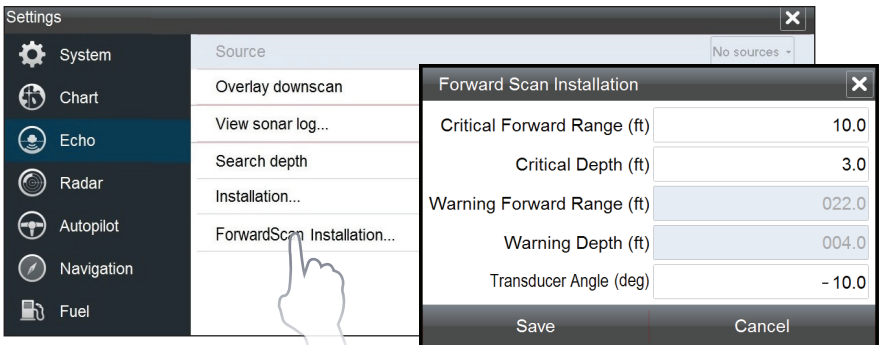 Settings
System
Chart
Echo
Radar
Autopilot
Navigation
Fuel
Source No sources
Overlay downscan
View sonar log...
Search depth
Installation...
ForwardScan Installation...
Forward Scan Installation
Critical Forward Range (ft) 10.0
Critical Depth (ft) 3.0
Warning Forward Range (ft) 022.0
Warning Depth (ft) 004.0
Transducer Angle (deg) - 10.0
Save Cancel